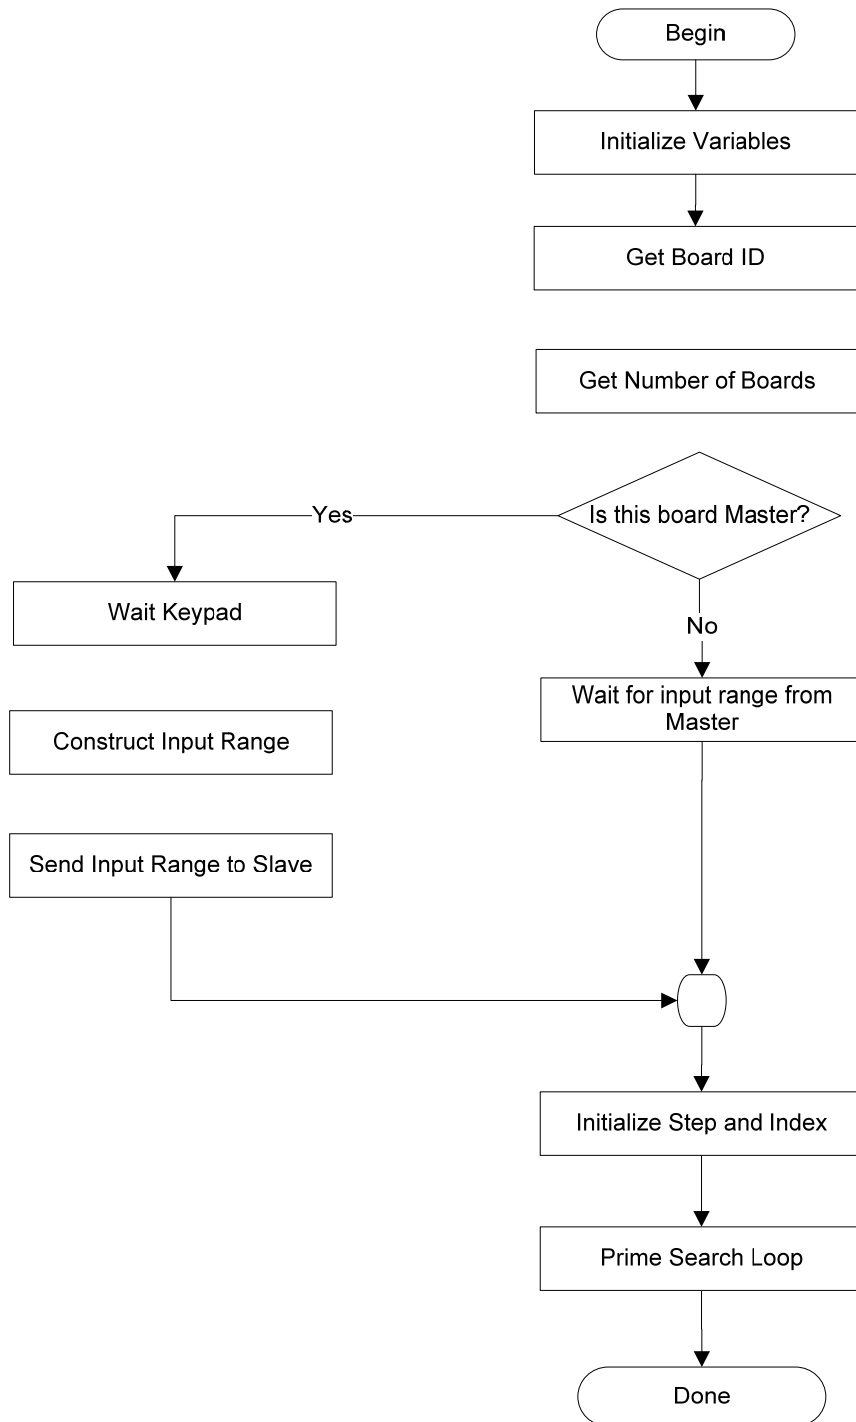 Begin
Initialize Variables
Get Board ID
Get Number of Boards
Is this board Master?
Yes
Wait Keypad
No
Wait for input range from
Master
Construct Input Range
Send Input Range to Slave
Initialize Step and Index
Prime Search Loop
Done